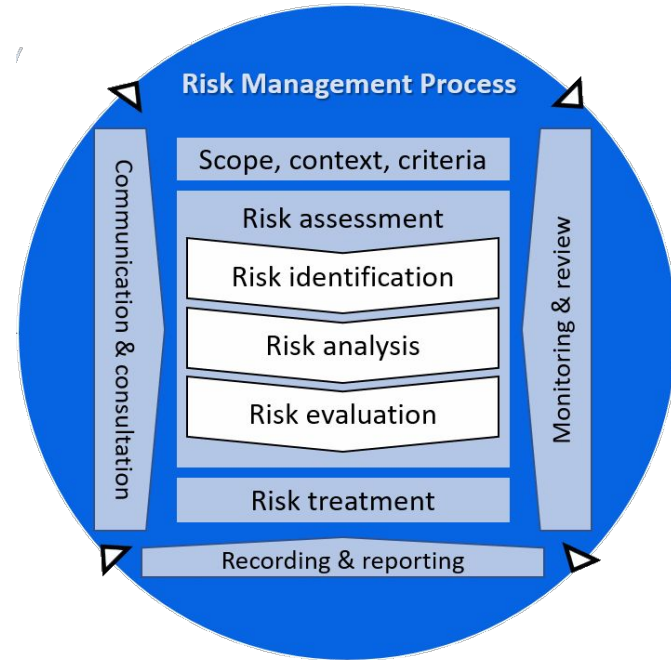 Risk Management Process
Scope, context, criteria
Risk assessment
Risk identification
Risk analysis
Risk evaluation
Risk treatment
Communication & consultation
Monitoring & review
Recording & reporting